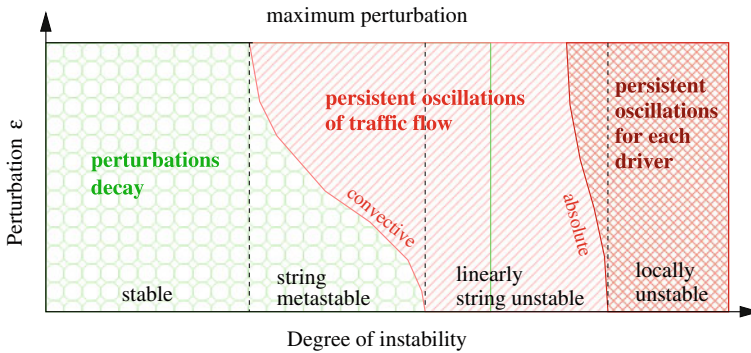 maximum perturbation
Perturbation ε
persistent oscillations
of traffic flow
persistent
oscillations
for each
driver
perturbations
decay
convective
absolute
stable
string
metastable
linearly
string unstable
locally
unstable
Degree of instability